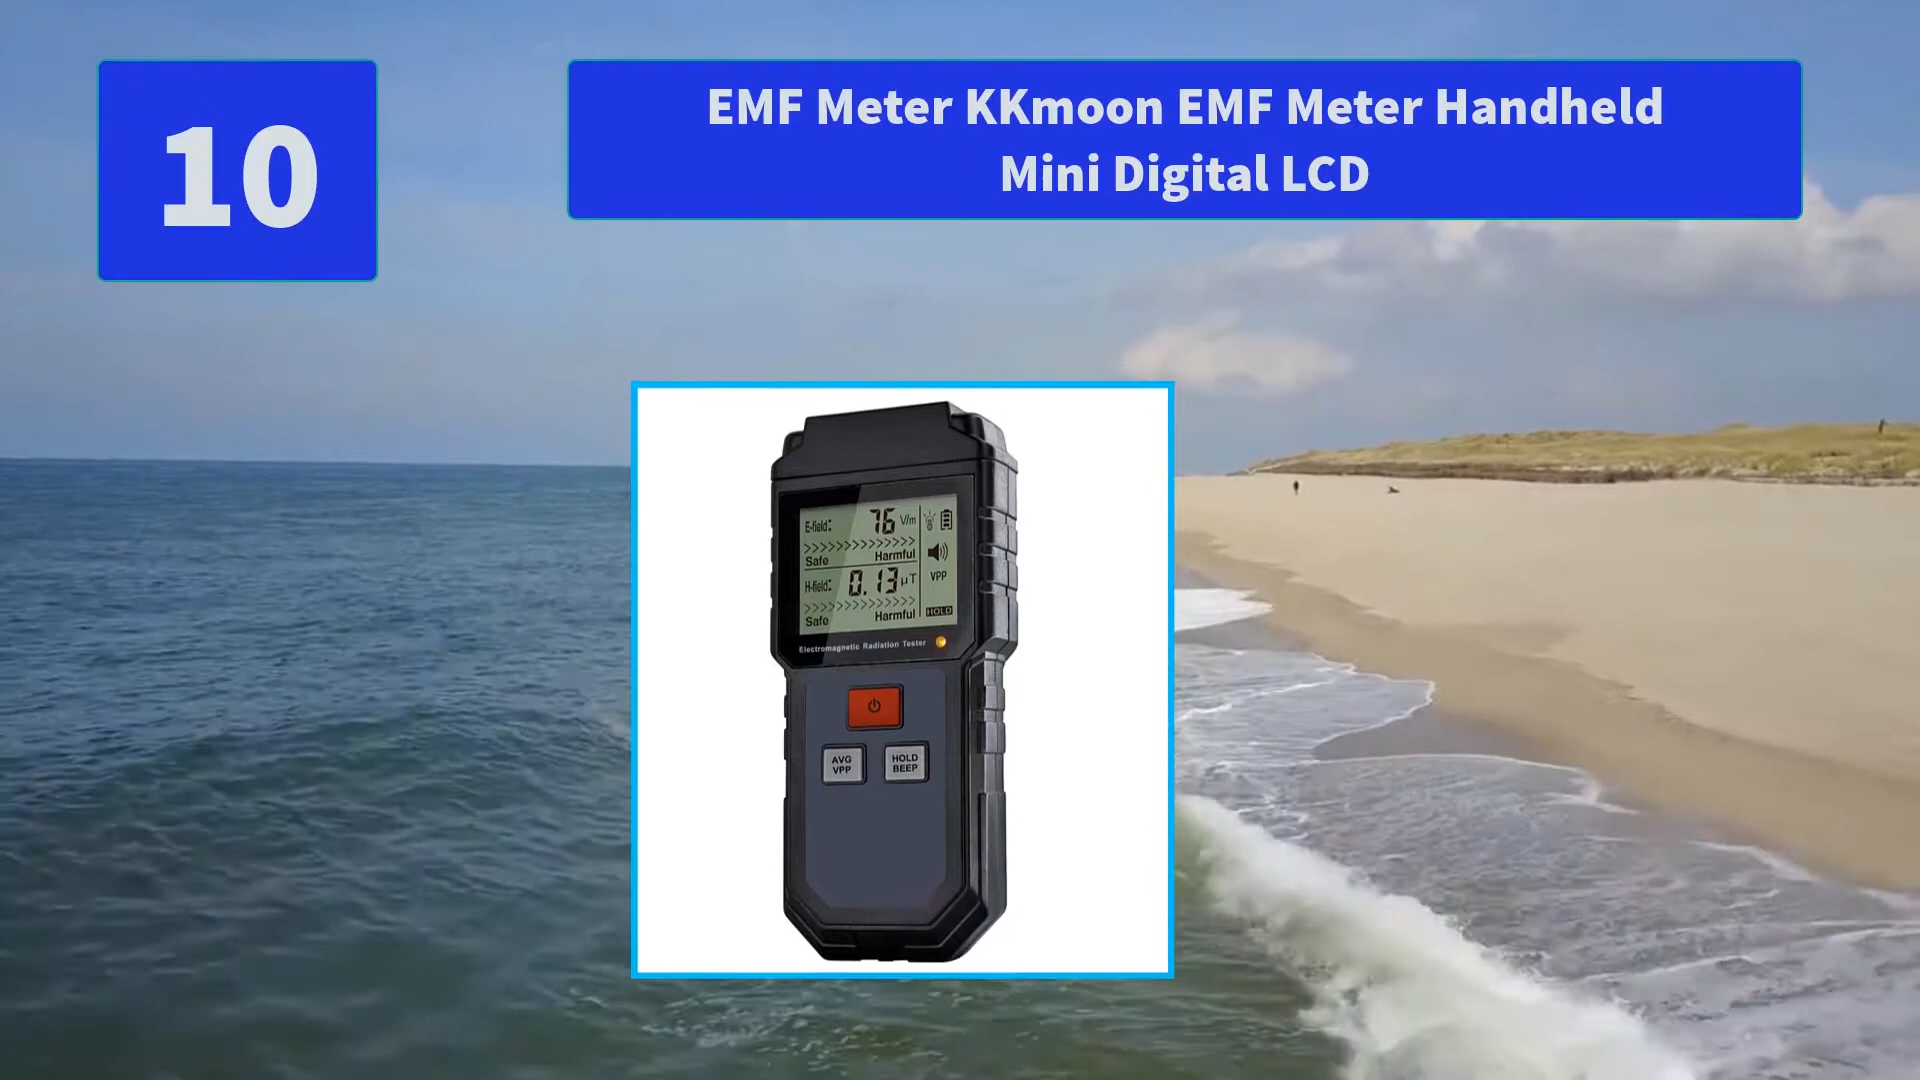 10
EMF Meter KKmoon EMF Meter Handheld
Mini Digital LCD
E-field: 76 V/m
Safe Harmful
VPP
H-field: 0.13 μT
Safe Harmful
HOLD
Electromagnetic Radiation Tester
AVG
VPP
HOLD
BEEP